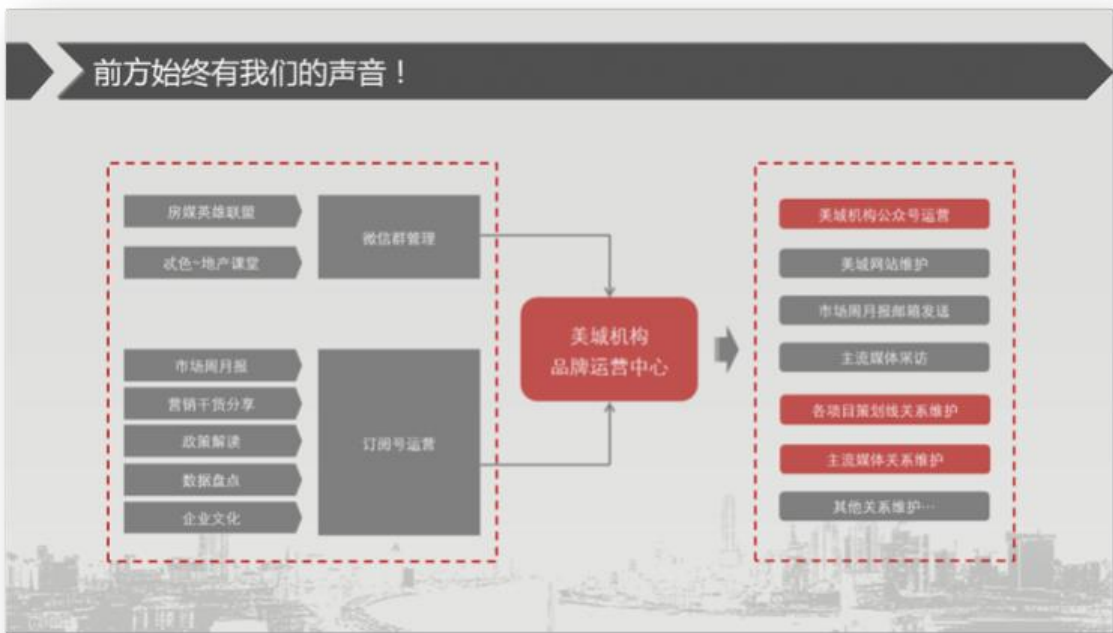 前方始终有我们的声音！
房媒英雄联盟
忒色~地产课堂
微信群管理
市场周月报
营销干货分享
政策解读
数据盘点
企业文化
订阅号运营
美城机构
品牌运营中心
美城机构公众号运营
美城网站维护
市场周月报邮箱发送
主流媒体采访
各项目策划线关系维护
主流媒体关系维护
其他关系维护…